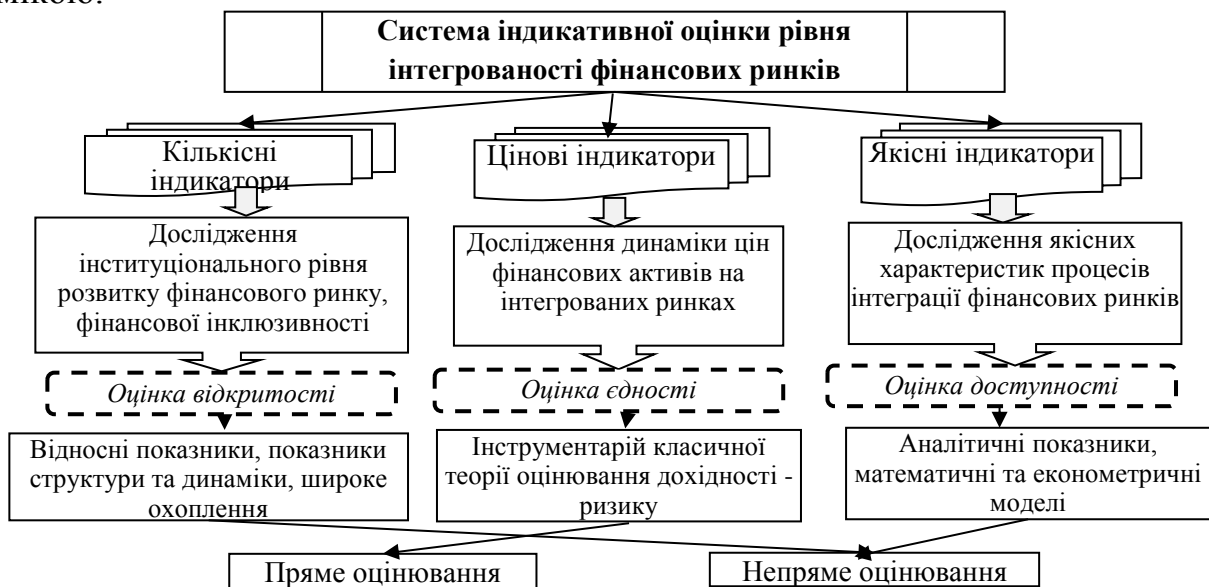 мікою.
Система індикативної оцінки рівня
інтегрованості фінансових ринків
Кількісні
індикатори
Цінові індикатори
Якісні індикатори
Дослідження
інституціонального рівня
розвитку фінансового ринку,
фінансової інклюзивності
Дослідження динаміки цін
фінансових активів на
інтегрованих ринках
Дослідження якісних
характеристик процесів
інтеграції фінансових ринків
Оцінка відкритості
Оцінка єдності
Оцінка доступності
Відносні показники, показники
структури та динаміки, широке
охоплення
Інструментарій класичної
теорії оцінювання дохідності -
ризику
Аналітичні показники,
математичні та економетричні
моделі
Пряме оцінювання
Непряме оцінювання